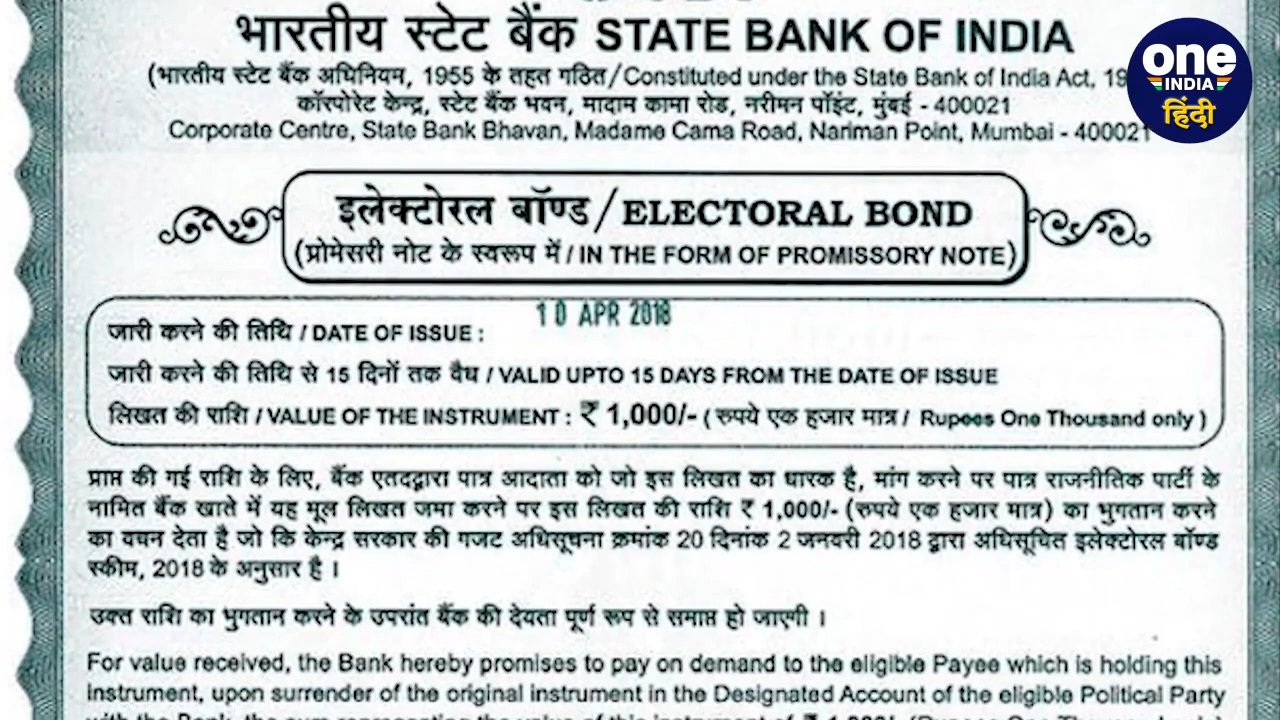 भारतीय स्टेट बैंक STATE BANK OF INDIA
one
INDIA
हिंदी
(भारतीय स्टेट बैंक अधिनियम, 1955 के तहत गठित/Constituted under the State Bank of India Act, 19
कॉरपोरेट केन्द्र, स्टेट बैंक भवन, मादाम कामा रोड, नरीमन पॉइंट, मुंबई - 400021
Corporate Centre, State Bank Bhavan, Madame Cama Road, Nariman Point, Mumbai - 400021
इलेक्टोरल बॉण्ड/ELECTORAL BOND
(प्रोमेसरी नोट के स्वरूप में/IN THE FORM OF PROMISSORY NOTE)
10 APR 2018
जारी करने की तिथि / DATE OF ISSUE :
जारी करने की तिथि से 15 दिनों तक वैध / VALID UPTO 15 DAYS FROM THE DATE OF ISSUE
लिखत की राशि / VALUE OF THE INSTRUMENT : ₹ 1,000/- ( रुपये एक हजार मात्र / Rupees One Thousand only )
प्राप्त की गई राशि के लिए, बैंक एतदद्वारा पात्र आदाता को जो इस लिखत का धारक है, मांग करने पर पात्र राजनीतिक पार्टी के
नामित बैंक खाते में यह मूल लिखत जमा करने पर इस लिखत की राशि ₹ 1,000/- (रुपये एक हजार मात्र) का भुगतान करने
का वचन देता है जो कि केन्द्र सरकार की गजट अधिसूचना क्रमांक 20 दिनांक 2 जनवरी 2018 द्वारा अधिसूचित इलेक्टोरल बॉण्ड
स्कीम, 2018 के अनुसार है ।
उक्त राशि का भुगतान करने के उपरांत बैंक की देयता पूर्ण रूप से समाप्त हो जाएगी ।
For value received, the Bank hereby promises to pay on demand to the eligible Payee which is holding this
instrument, upon surrender of the original instrument in the Designated Account of the eligible Political Party